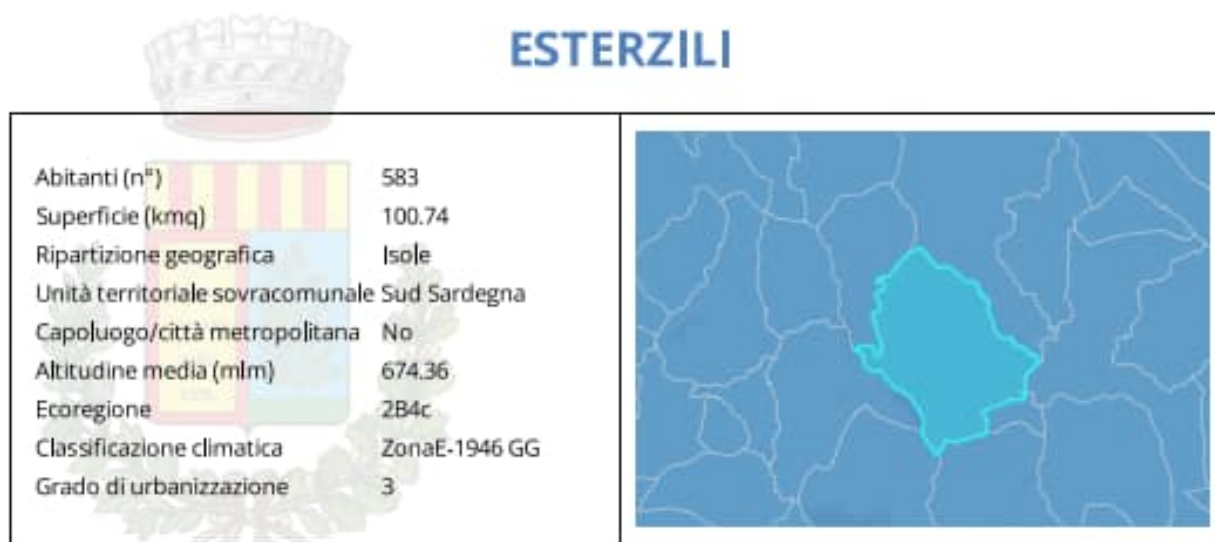 ESTERZILI
Abitanti (n°) 583
Superficie (kmq) 100.74
Ripartizione geografica Isole
Unità territoriale sovracomunale Sud Sardegna
Capoluogo/città metropolitana No
Altitudine media (mlm) 674.36
Ecoregione 2B4c
Classificazione climatica ZonaE-1946 GG
Grado di urbanizzazione 3